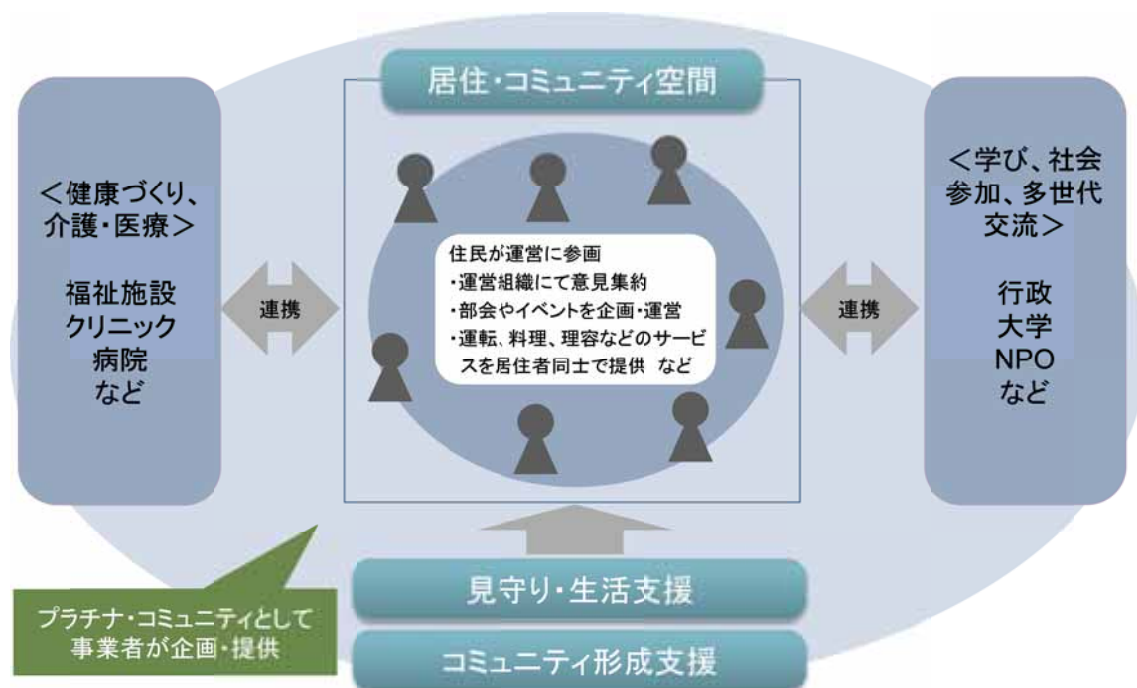 居住・コミュニティ空間
＜健康づくり、
介護・医療＞
福祉施設
クリニック
病院
など
連携
住民が運営に参画
・運営組織にて意見集約
・部会やイベントを企画・運営
・運転、料理、理容などのサービ
スを居住者同士で提供 など
連携
＜学び、社会
参加、多世代
交流＞
行政
大学
NPO
など
見守り・生活支援
コミュニティ形成支援
プラチナ・コミュニティとして
事業者が企画・提供